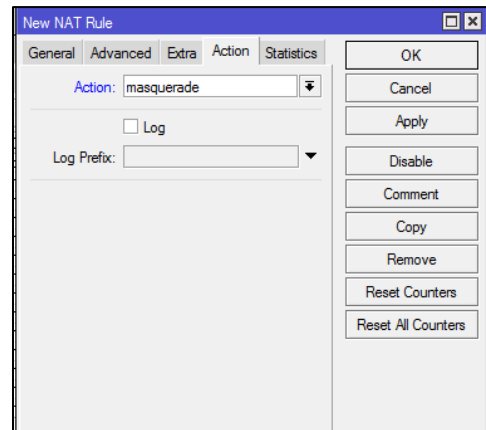 New NAT Rule
General Advanced Extra Action Statistics
Action: masquerade
Log
Log Prefix:
OK
Cancel
Apply
Disable
Comment
Copy
Remove
Reset Counters
Reset All Counters